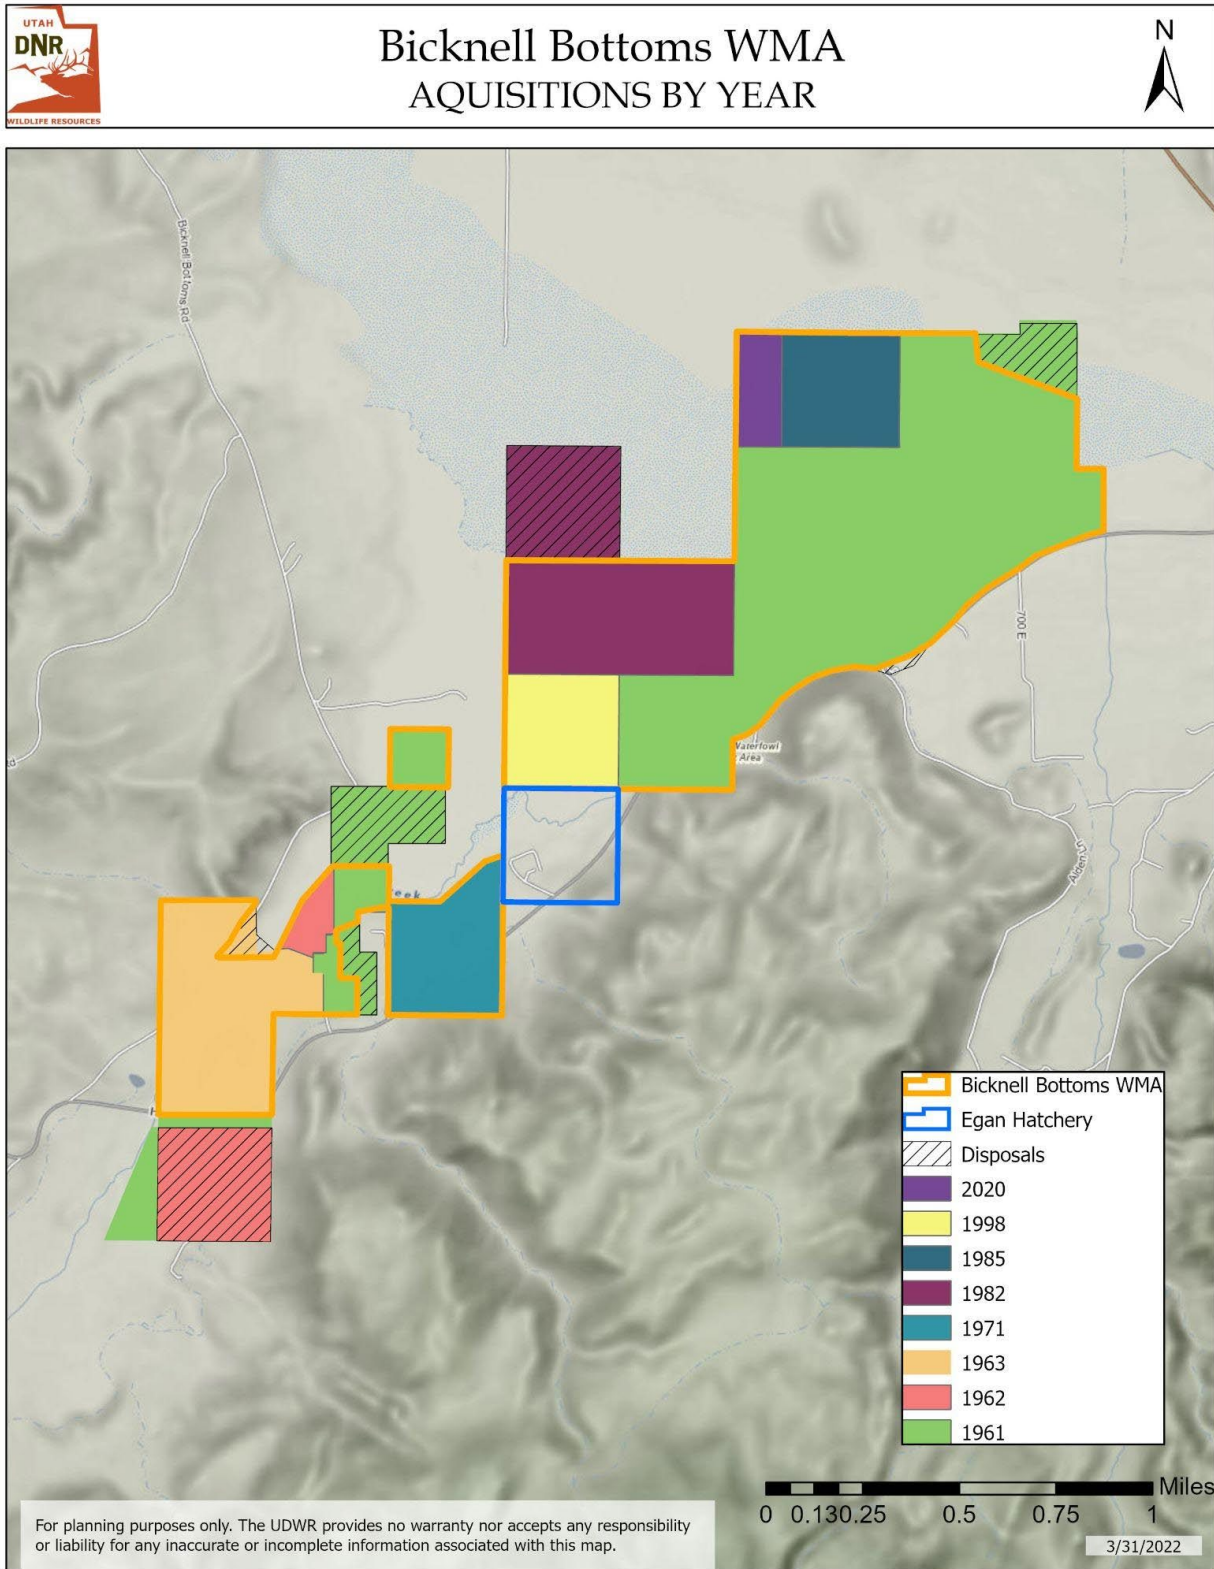 UTAH
DNR
WILDLIFE RESOURCES
Bicknell Bottoms WMA
AQUISITIONS BY YEAR
N
Bicknell Bottoms Rd
700 E
Area
Alden Ln
Bicknell Bottoms WMA
Egan Hatchery
Disposals
2020
1998
1985
1982
1971
1963
1962
1961
Miles
0 0.130.25 0.5 0.75 1
For planning purposes only. The UDWR provides no warranty nor accepts any responsibility
or liability for any inaccurate or incomplete information associated with this map.
3/31/2022